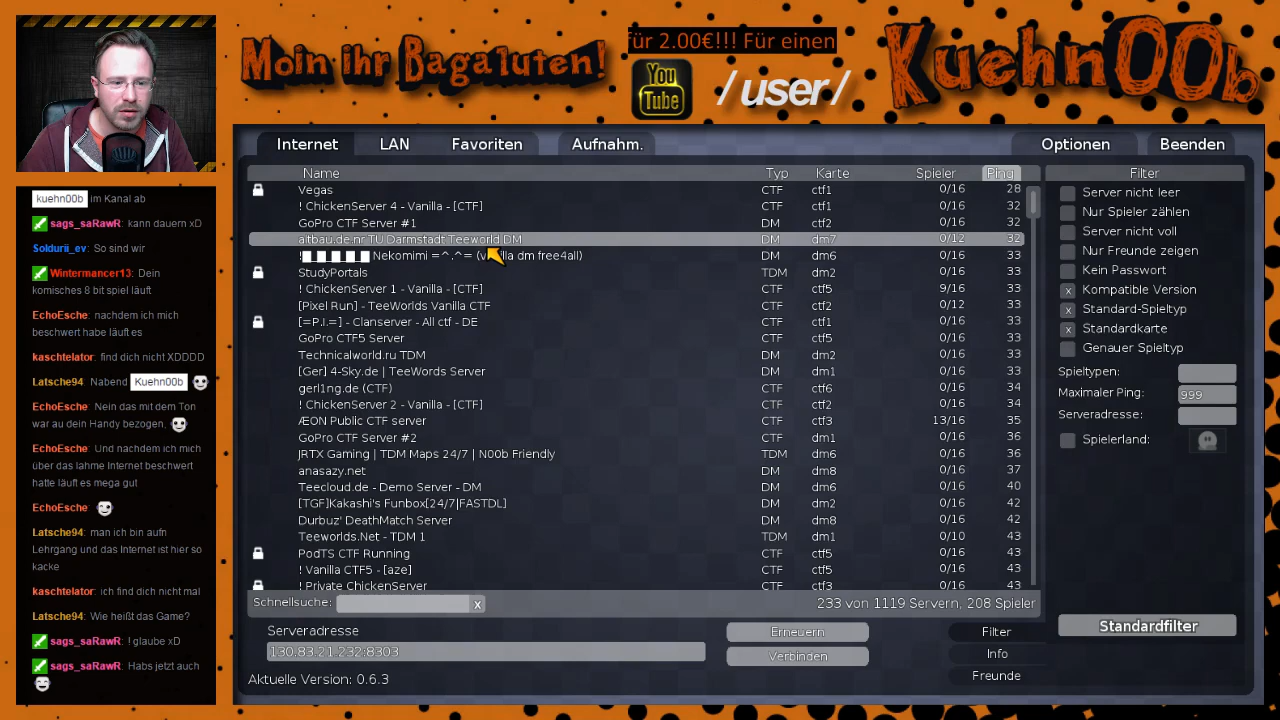 Moin ihr Bagaluten!
für 2.00€!!! Für einen
You
Tube
/user/
Kuehn00b
kuehn00b im Kanal ab
sags_saRawR: kann dauern xD
Soldurii_ev: So sind wir
Wintermancer13: Dein
komisches 8 bit spiel läuft
EchoEsche: nachdem ich mich
beschwert habe läuft es
kaschtelator: find dich nicht XDDDD
Latsche94: Nabend Kuehn00b
EchoEsche: Nein das mit dem Ton
war au dein Handy bezogen,
EchoEsche: Und nachdem ich mich
über das lahme Internet beschwert
hatte läuft es mega gut
EchoEsche:
Latsche94: man ich bin aufn
Lehrgang und das Internet ist hier so
kacke
kaschtelator: ich find dich nicht mal
Latsche94: Wie heißt das Game?
sags_saRawR: ! glaube xD
sags_saRawR: Habs jetzt auch
Internet LAN Favoriten Aufnahm. Optionen Beenden
Name Typ Karte Spieler Ping
Vegas CTF ctf1 0/16 28
! ChickenServer 4 - Vanilla - [CTF] CTF ctf1 0/16 32
GoPro CTF Server #1 CTF ctf2 0/16 32
altbau.de.nr TU Darmstadt Teeworld DM DM dm7 0/12 32
Nekomimi =^.^= (vanilla dm free4all) DM dm6 0/16 33
StudyPortals TDM dm2 0/16 33
! ChickenServer 1 - Vanilla - [CTF] CTF ctf5 9/16 33
[Pixel Run] - TeeWorlds Vanilla CTF CTF ctf2 0/12 33
[=P.I.=] - Clanserver - All ctf - DE CTF ctf1 0/16 33
GoPro CTF5 Server CTF ctf5 0/16 33
Technicalworld.ru TDM DM dm2 0/16 33
[Ger] 4-Sky.de | TeeWords Server DM dm1 0/16 33
gerl1ng.de (CTF) CTF ctf6 0/16 34
! ChickenServer 2 - Vanilla - [CTF] CTF ctf2 0/16 34
ÆON Public CTF server CTF ctf3 13/16 35
GoPro CTF Server #2 CTF dm1 0/16 36
JRTX Gaming | TDM Maps 24/7 | N00b Friendly TDM dm6 0/16 36
anasazy.net DM dm8 0/16 37
Teecloud.de - Demo Server - DM DM dm6 0/16 40
[TGF]Kakashi's Funbox[24/7|FASTDL] DM dm2 0/16 42
Durbuz' DeathMatch Server DM dm8 0/16 42
Teeworlds.Net - TDM 1 TDM dm1 0/10 43
PodTS CTF Running CTF ctf5 0/16 43
! Vanilla CTF5 - [aze] CTF ctf5 0/16 43
! Private ChickenServer CTF ctf3 0/16 43
Schnellsuche: x 233 von 1119 Servern, 208 Spieler
Serveradresse
130.83.21.232:8303
Aktuelle Version: 0.6.3
Erneuern
Verbinden
Filter
Info
Freunde
Filter
Server nicht leer
Nur Spieler zählen
Server nicht voll
Nur Freunde zeigen
Kein Passwort
x Kompatible Version
x Standard-Spieltyp
x Standardkarte
Genauer Spieltyp
Spieltypen:
Maximaler Ping: 999
Serveradresse:
Spielerland:
Standardfilter